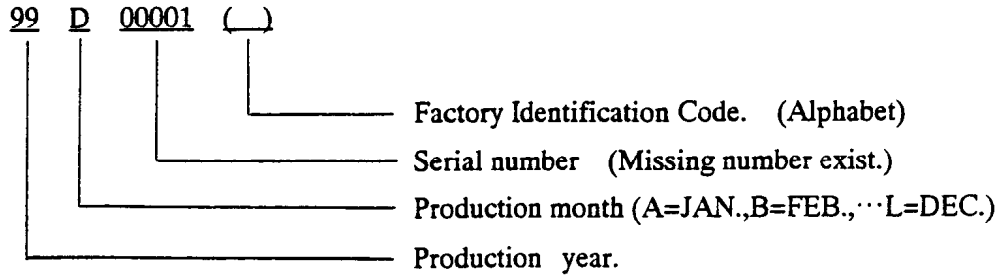 99 D 00001 ( )
Factory Identification Code. (Alphabet)
Serial number (Missing number exist.)
Production month (A=JAN.,B=FEB.,···L=DEC.)
Production year.